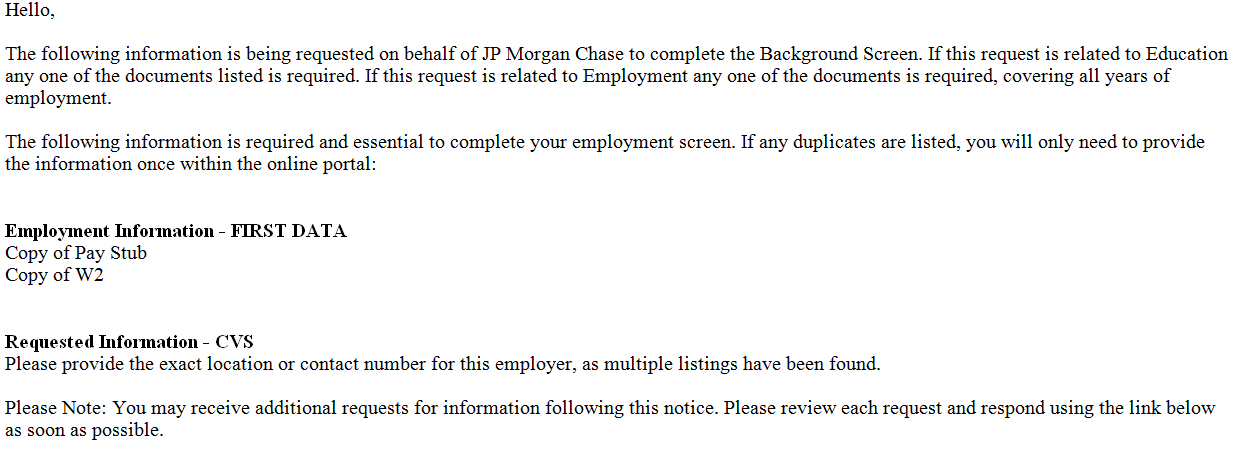 Hello,
The following information is being requested on behalf of JP Morgan Chase to complete the Background Screen. If this request is related to Education
any one of the documents listed is required. If this request is related to Employment any one of the documents is required, covering all years of
employment.
The following information is required and essential to complete your employment screen. If any duplicates are listed, you will only need to provide
the information once within the online portal:
Employment Information - FIRST DATA
Copy of Pay Stub
Copy of W2
Requested Information - CVS
Please provide the exact location or contact number for this employer, as multiple listings have been found.
Please Note: You may receive additional requests for information following this notice. Please review each request and respond using the link below
as soon as possible.